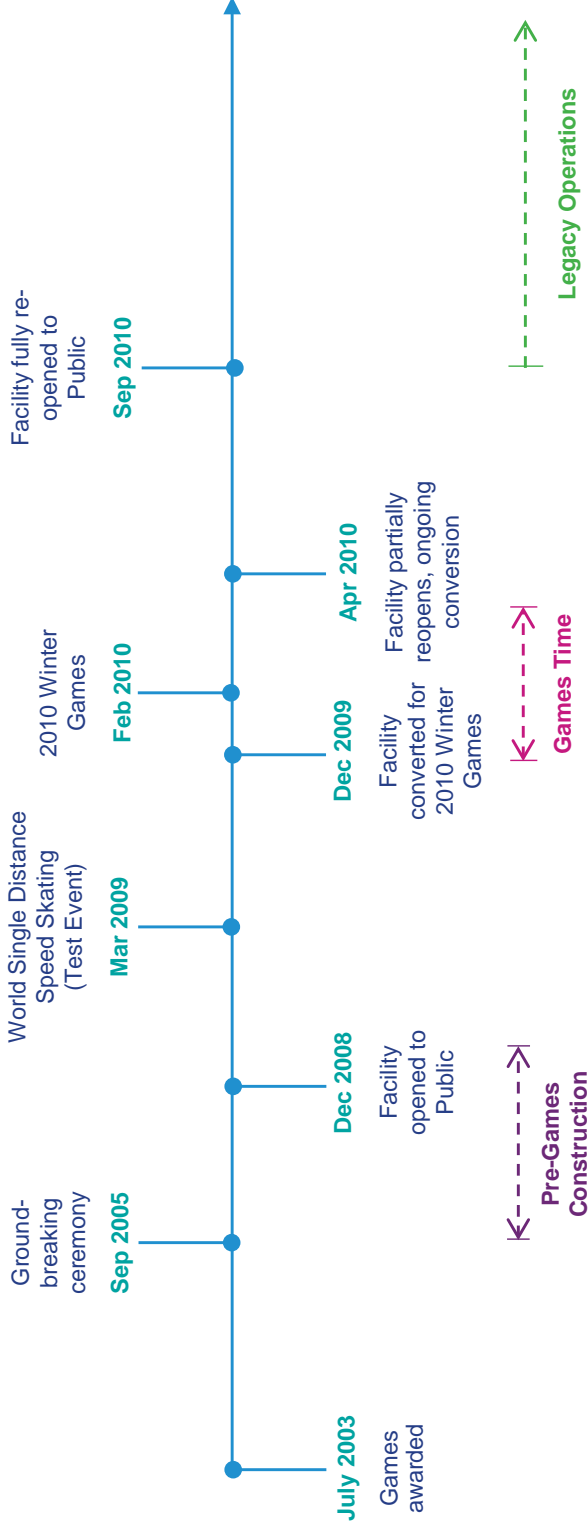 July 2003
Games
awarded
Ground-
breaking
ceremony
Sep 2005
Dec 2008
Facility
opened to
Public
World Single Distance
Speed Skating
(Test Event)
Mar 2009
Dec 2009
Facility
converted for
2010 Winter
Games
2010 Winter
Games
Feb 2010
Apr 2010
Facility partially
reopens, ongoing
conversion
Facility fully re-
opened to
Public
Sep 2010
Pre-Games
Construction
Games Time
Legacy Operations